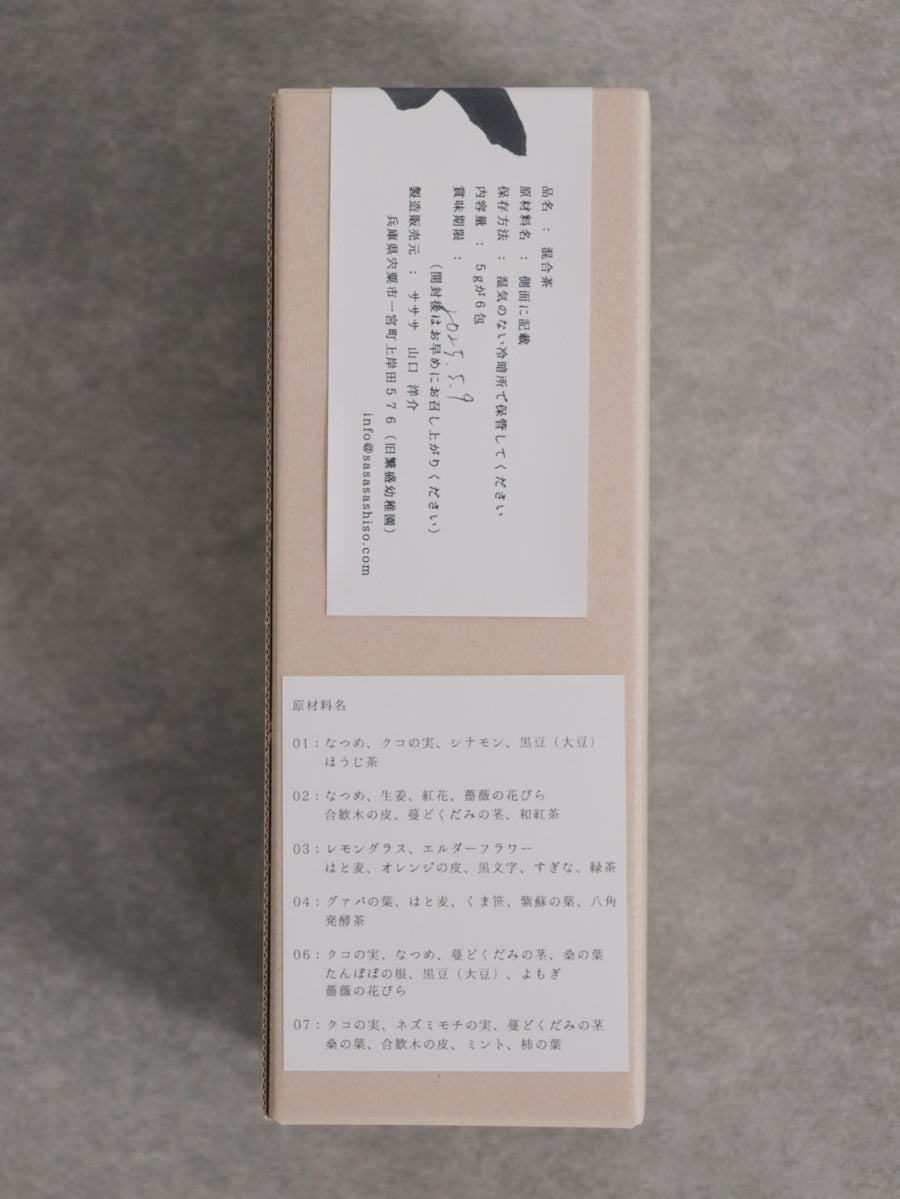 品名 : 混合茶
原材料名 : 側面に記載
保存方法 : 湿気のない冷暗所で保管してください
内容量 : 5gが6包
賞味期限 : 2025.5.9
(開封後はお早めにお召し上がりください)
製造販売元 : ササササ 山口 洋介
兵庫県宍粟市一宮町上岸田576(旧繁盛幼稚園)
info@sasasasashiso.com
原材料名
01:なつめ、クコの実、シナモン、黒豆(大豆)
ほうじ茶
02:なつめ、生姜、紅花、薔薇の花びら
合歓木の皮、蔓どくだみの茎、和紅茶
03:レモングラス、エルダーフラワー
はと麦、オレンジの皮、黒文字、すぎな、緑茶
04:グァバの葉、はと麦、くま笹、紫蘇の葉、八角
発酵茶
06:クコの実、なつめ、蔓どくだみの茎、桑の葉
たんぽぽの根、黒豆(大豆)、よもぎ
薔薇の花びら
07:クコの実、ネズミモチの実、蔓どくだみの茎
桑の葉、合歓木の皮、ミント、柿の葉